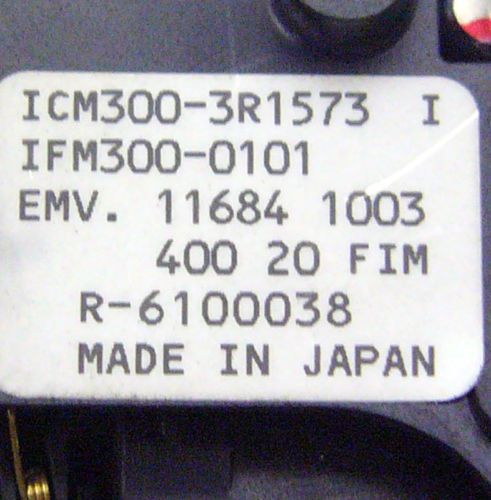 ICM300-3R1573 I
IFM300-0101
EMV. 11684 1003
400 20 FIM
R-6100038
MADE IN JAPAN